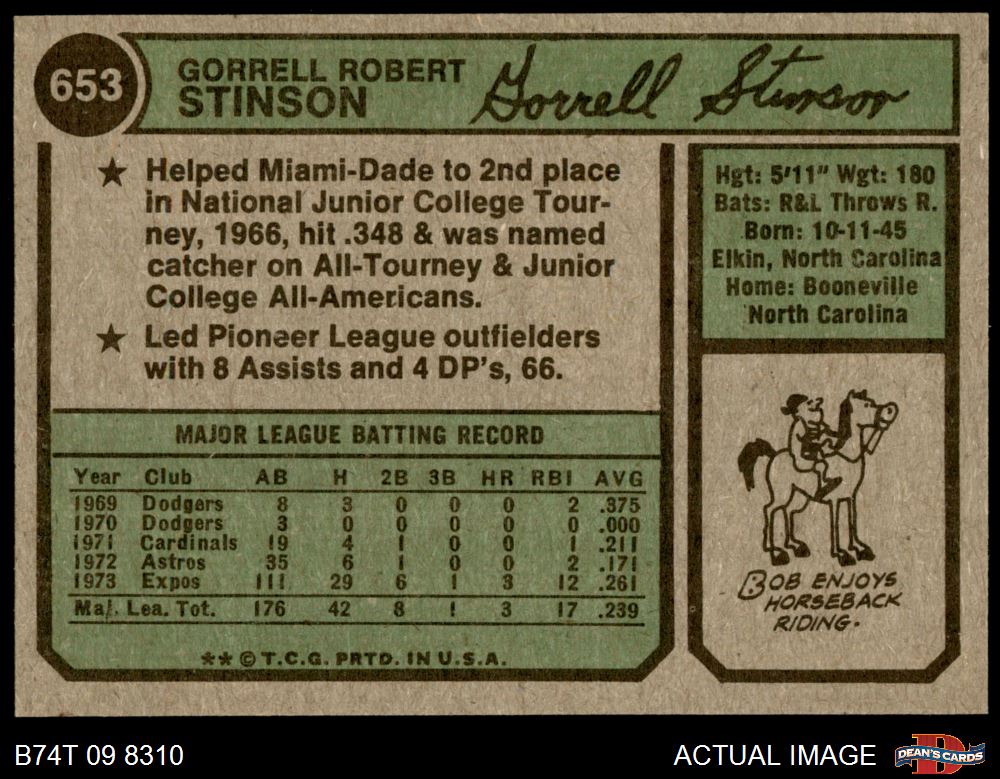 653
GORRELL ROBERT
STINSON
Gorrell Stinson
★ Helped Miami-Dade to 2nd place
in National Junior College Tour-
ney, 1966, hit .348 & was named
catcher on All-Tourney & Junior
College All-Americans.
★ Led Pioneer League outfielders
with 8 Assists and 4 DP's, 66.
Hgt: 5'11" Wgt: 180
Bats: R&L Throws R.
Born: 10-11-45
Elkin, North Carolina
Home: Booneville
North Carolina
MAJOR LEAGUE BATTING RECORD
Year Club AB H 2B 3B HR RBI AVG
1969 Dodgers 8 3 0 0 0 2 .375
1970 Dodgers 3 0 0 0 0 0 .000
1971 Cardinals 19 4 1 0 0 1 .211
1972 Astros 35 6 1 0 0 2 .171
1973 Expos 111 29 6 1 3 12 .261
Maj. Lea. Tot. 176 42 8 1 3 17 .239
**©T.C.G. PRTD. IN U.S.A.
BOB ENJOYS
HORSEBACK
RIDING.
B74T 09 8310
ACTUAL IMAGE
D
DEAN'S CARDS